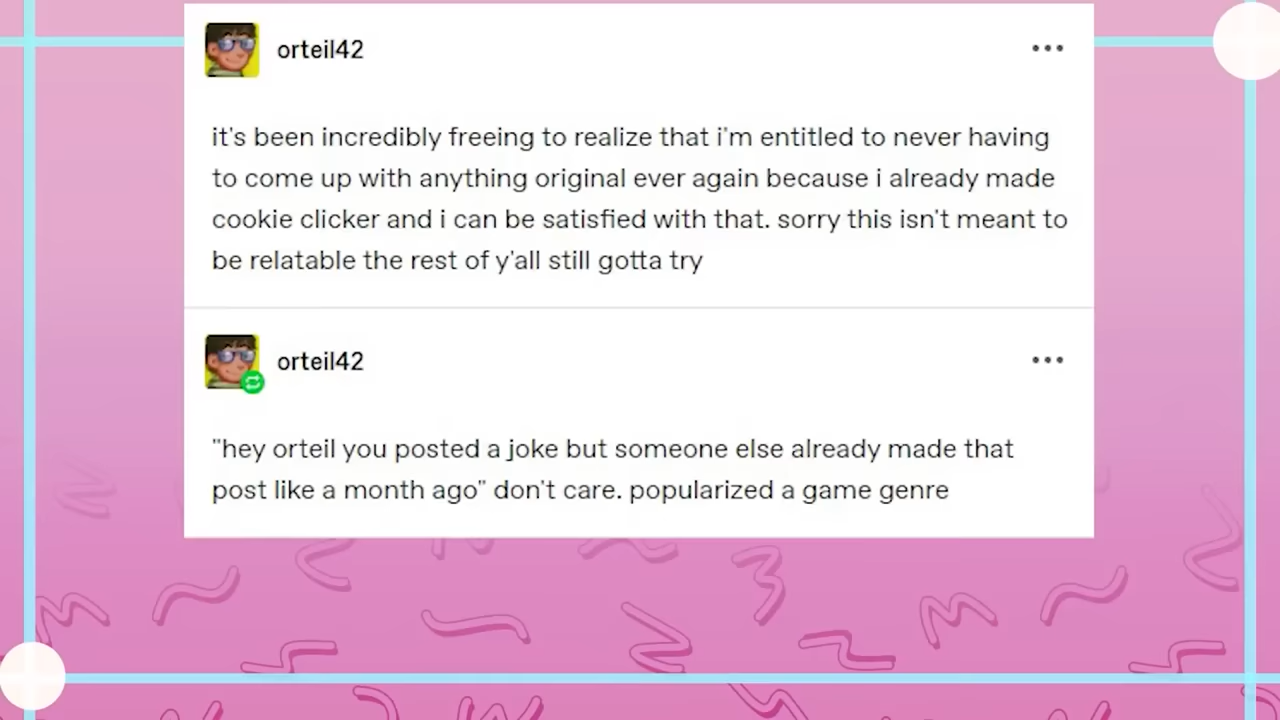 orteil42
it's been incredibly freeing to realize that i'm entitled to never having
to come up with anything original ever again because i already made
cookie clicker and i can be satisfied with that. sorry this isn't meant to
be relatable the rest of y'all still gotta try
orteil42
"hey orteil you posted a joke but someone else already made that
post like a month ago" don't care. popularized a game genre